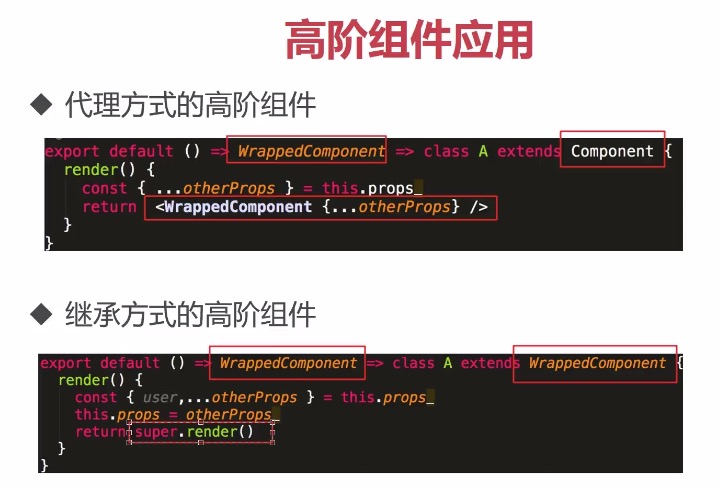 高阶组件应用
◆ 代理方式的高阶组件
export default () => WrappedComponent => class A extends Component {
render() {
const { ...otherProps } = this.props
return <WrappedComponent {...otherProps} />
}
}
◆ 继承方式的高阶组件
export default () => WrappedComponent => class A extends WrappedComponent {
render() {
const { user,...otherProps } = this.props
this.props = otherProps
return super.render()
}
}